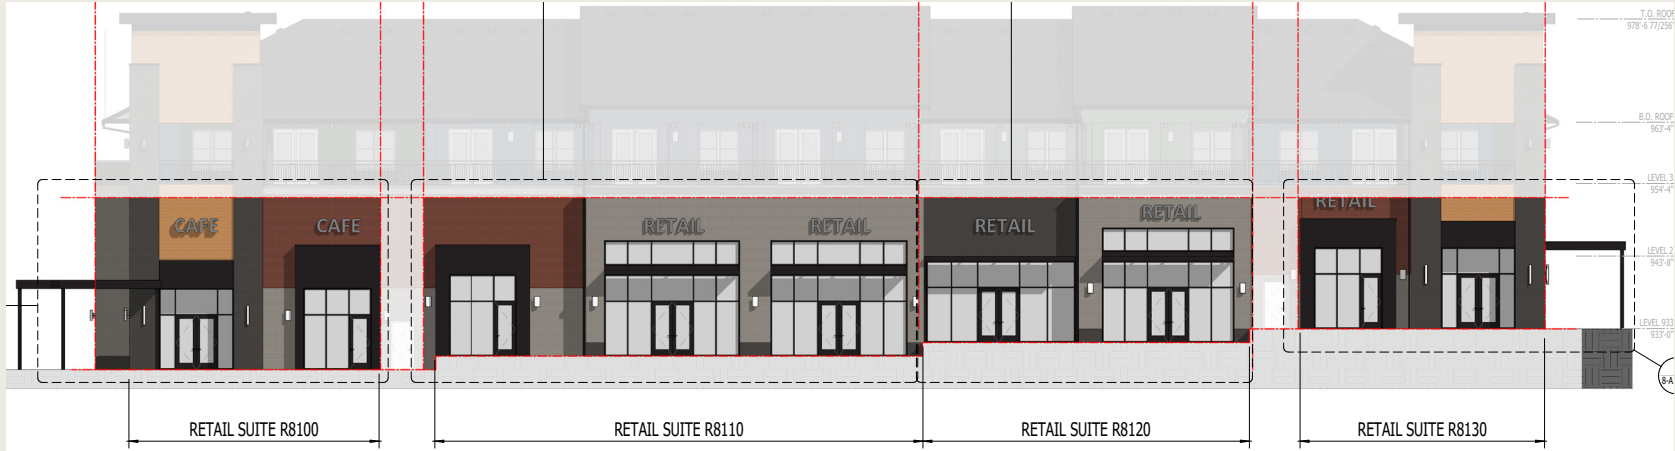 T.O. ROOF
978'-6 77/256"
B.O. ROOF
963'-4"
LEVEL 3
954'-4"
CAFE
CAFE
RETAIL
RETAIL
RETAIL
RETAIL
RETAIL
LEVEL 2
943'-8"
LEVEL 933
933'-0"
8-A
RETAIL SUITE R8100
RETAIL SUITE R8110
RETAIL SUITE R8120
RETAIL SUITE R8130